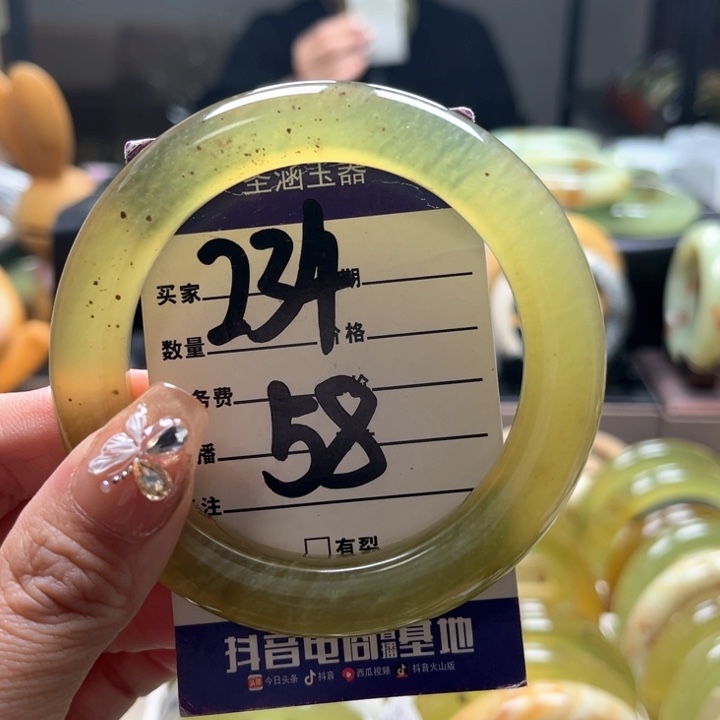 全涵玉器
买家 234 期
数量 价格
务费 58
播
注
□有裂
抖音电商直播基地
今日头条 抖音 西瓜视频 抖音火山版